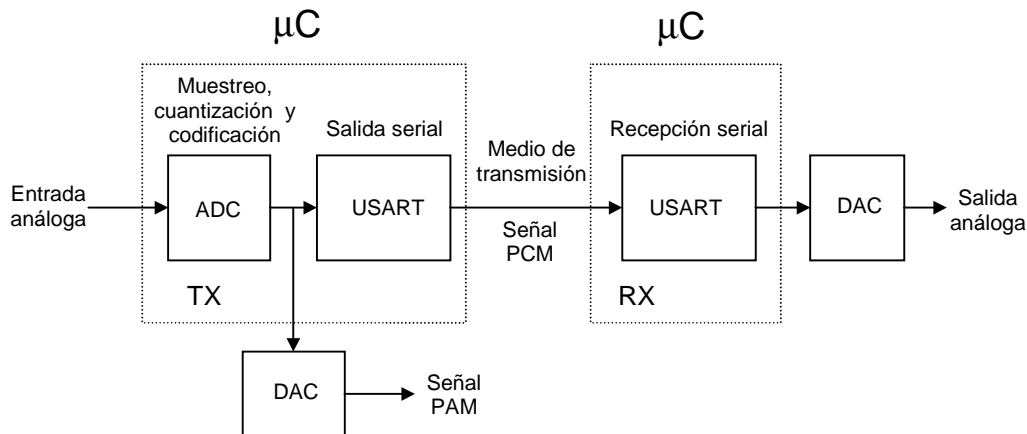 μC
μC
Muestreo,
cuantización y
codificación
Salida serial
Recepción serial
Medio de
transmisión
Entrada
análoga
ADC
USART
USART
DAC
Salida
análoga
Señal
PCM
TX
RX
DAC
Señal
PAM